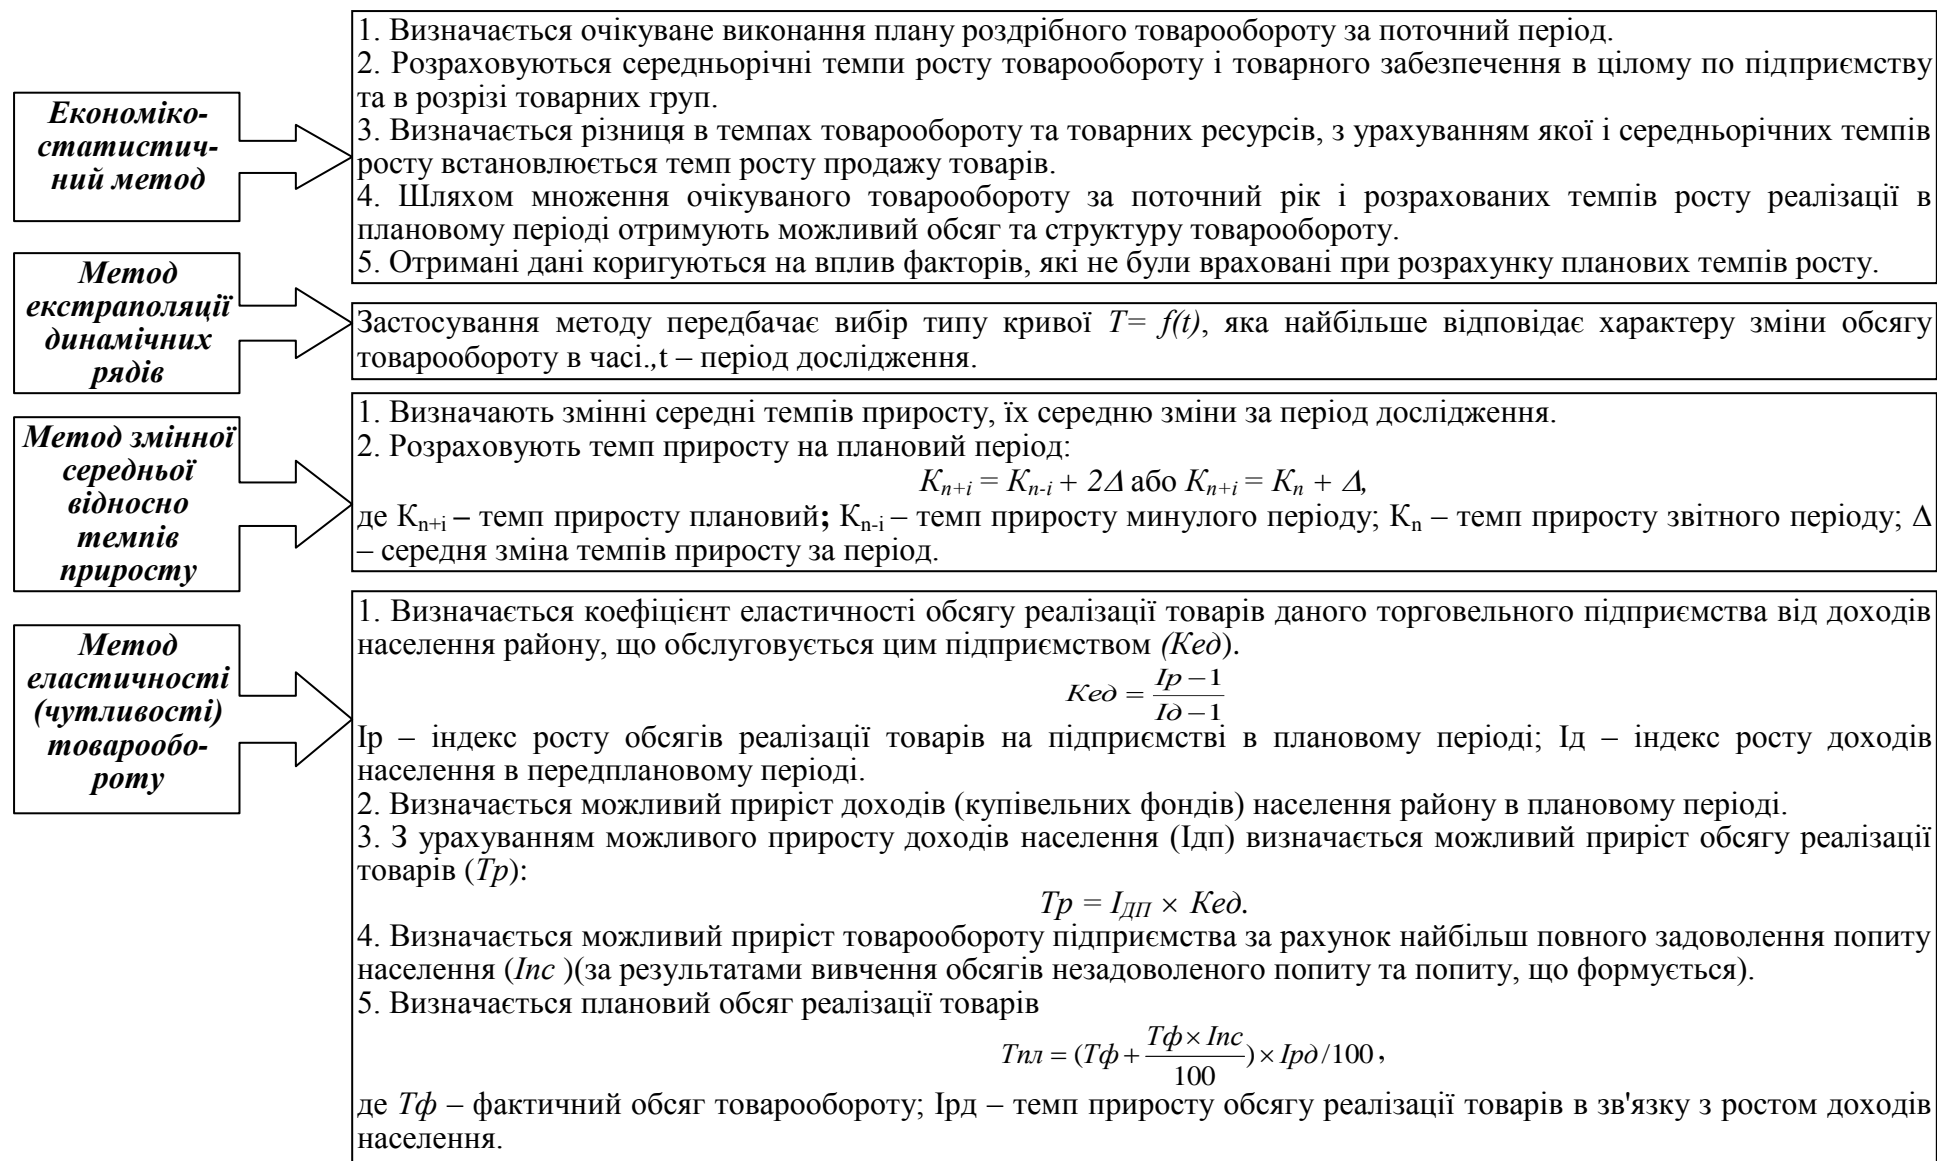 Економіко-
статистич-
ний метод
1. Визначається очікуване виконання плану роздрібного товарообороту за поточний період.
2. Розраховуються середньорічні темпи росту товарообороту і товарного забезпечення в цілому по підприємству
та в розрізі товарних груп.
3. Визначається різниця в темпах товарообороту та товарних ресурсів, з урахуванням якої і середньорічних темпів
росту встановлюється темп росту продажу товарів.
4. Шляхом множення очікуваного товарообороту за поточний рік і розрахованих темпів росту реалізації в
плановому періоді отримують можливий обсяг та структуру товарообороту.
5. Отримані дані коригуються на вплив факторів, які не були враховані при розрахунку планових темпів росту.
Метод
екстраполяції
динамічних
рядів
Застосування методу передбачає вибір типу кривої T= f(t), яка найбільше відповідає характеру зміни обсягу
товарообороту в часі.,t – період дослідження.
Метод змінної
середньої
відносно
темпів
приросту
1. Визначають змінні середні темпів приросту, їх середню зміни за період дослідження.
2. Розраховують темп приросту на плановий період:
Kn+i = Kn-i + 2Δ або Kn+i = Kn + Δ,
де Kn+i – темп приросту плановий; Kn-i – темп приросту минулого періоду; Kn – темп приросту звітного періоду; Δ
– середня зміна темпів приросту за період.
Метод
еластичності
(чутливості)
товарообо-
роту
1. Визначається коефіцієнт еластичності обсягу реалізації товарів даного торговельного підприємства від доходів
населення району, що обслуговується цим підприємством (Кед).
Кед = (Ір − 1) / (Ід − 1)
Ір – індекс росту обсягів реалізації товарів на підприємстві в плановому періоді; Ід – індекс росту доходів
населення в передплановому періоді.
2. Визначається можливий приріст доходів (купівельних фондів) населення району в плановому періоді.
3. З урахуванням можливого приросту доходів населення (Ідп) визначається можливий приріст обсягу реалізації
товарів (Тр):
Тр = ІДП × Кед.
4. Визначається можливий приріст товарообороту підприємства за рахунок найбільш повного задоволення попиту
населення (Іпс )(за результатами вивчення обсягів незадоволеного попиту та попиту, що формується).
5. Визначається плановий обсяг реалізації товарів
Тпл = (Тф + Тф × Іпс / 100) × Ірд /100 ,
де Тф – фактичний обсяг товарообороту; Ірд – темп приросту обсягу реалізації товарів в зв'язку з ростом доходів
населення.